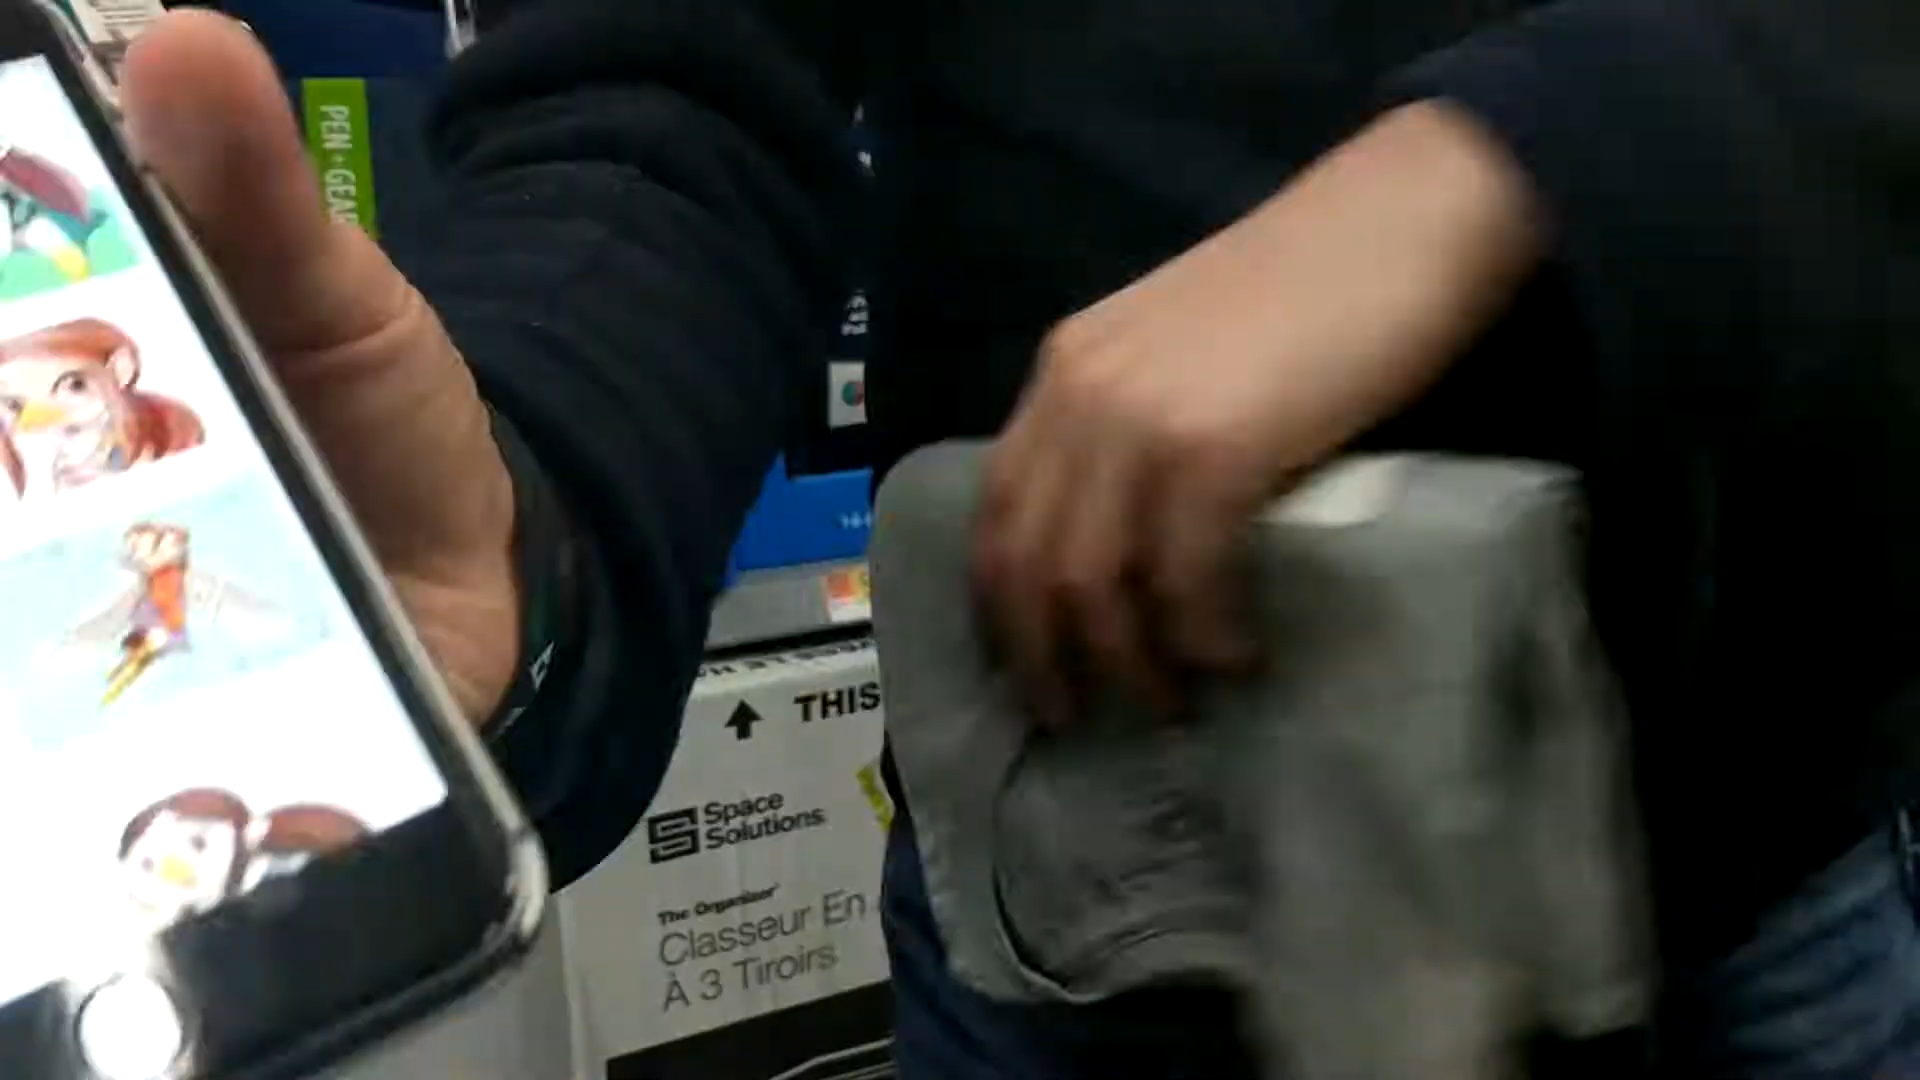 PEN+GEAR
THIS
Space
Solutions
The Organizer
Classeur En
À 3 Tiroirs